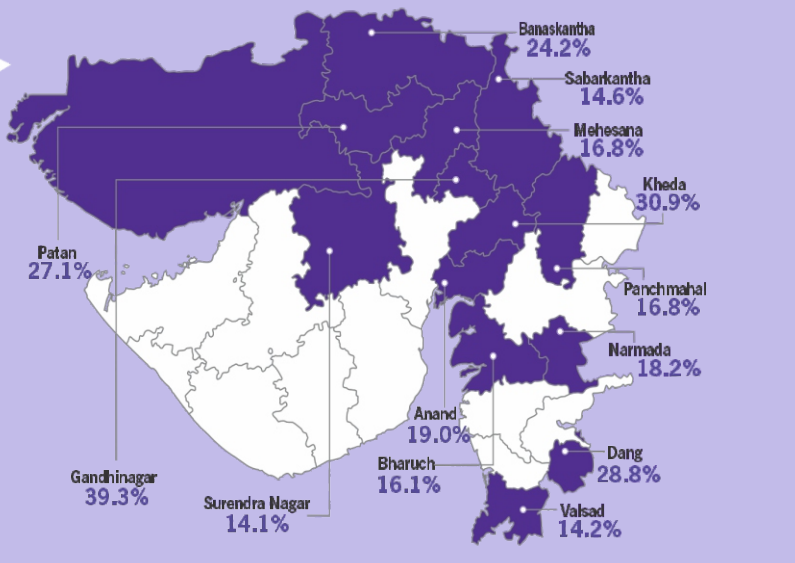 Banaskantha
24.2%
Sabarkantha
14.6%
Mehesana
16.8%
Kheda
30.9%
Patan
27.1%
Panchmahal
16.8%
Narmada
18.2%
Anand
19.0%
Bharuch
16.1%
Dang
28.8%
Gandhinagar
39.3%
Surendra Nagar
14.1%
Valsad
14.2%